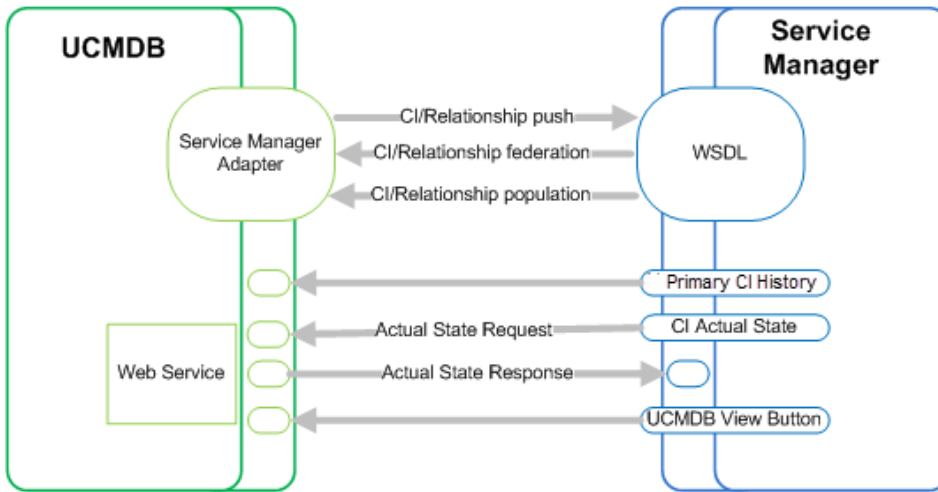 UCMDB
Service
Manager
Service Manager
Adapter
CI/Relationship push
CI/Relationship federation
CI/Relationship population
WSDL
Primary CI History
Actual State Request
CI Actual State
Web Service
Actual State Response
UCMDB View Button